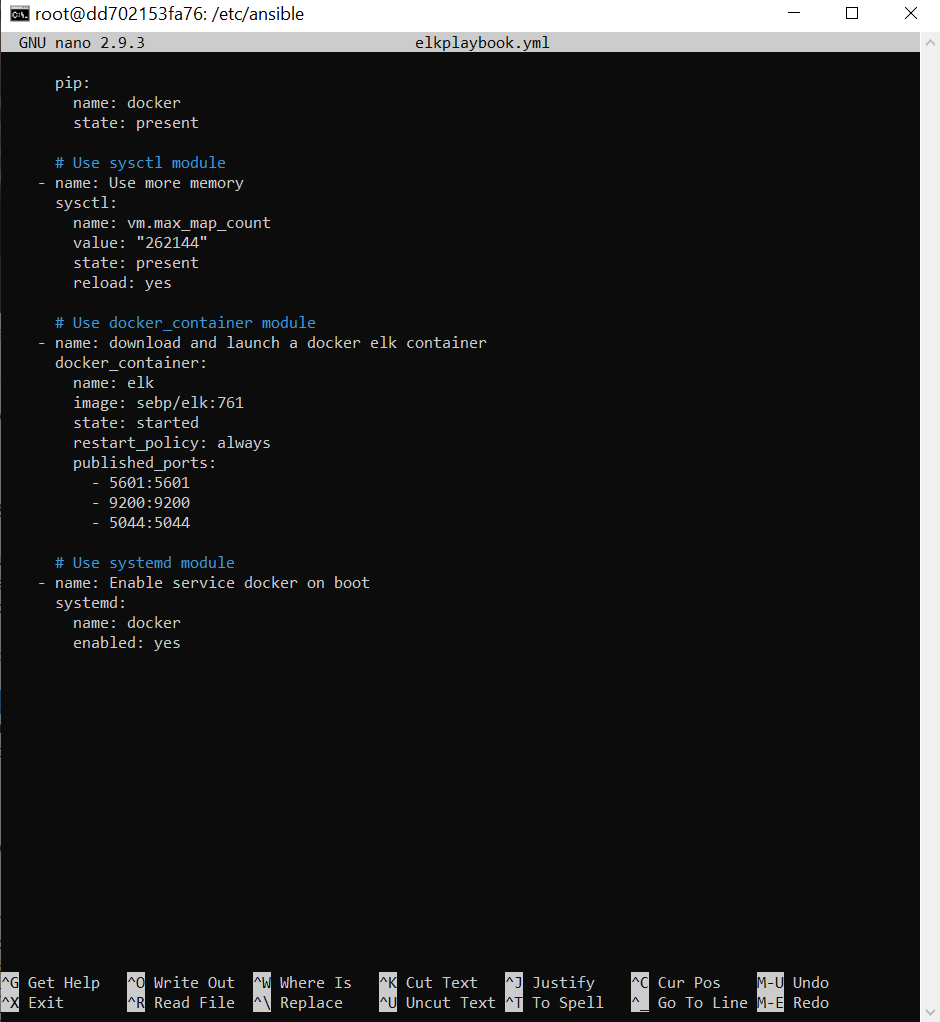 root@dd702153fa76: /etc/ansible
GNU nano 2.9.3 elkplaybook.yml
pip:
name: docker
state: present
# Use sysctl module
- name: Use more memory
sysctl:
name: vm.max_map_count
value: "262144"
state: present
reload: yes
# Use docker_container module
- name: download and launch a docker elk container
docker_container:
name: elk
image: sebp/elk:761
state: started
restart_policy: always
published_ports:
- 5601:5601
- 9200:9200
- 5044:5044
# Use systemd module
- name: Enable service docker on boot
systemd:
name: docker
enabled: yes
^G Get Help ^O Write Out ^W Where Is ^K Cut Text ^J Justify ^C Cur Pos M-U Undo
^X Exit ^R Read File ^\ Replace ^U Uncut Text ^T To Spell ^_ Go To Line M-E Redo